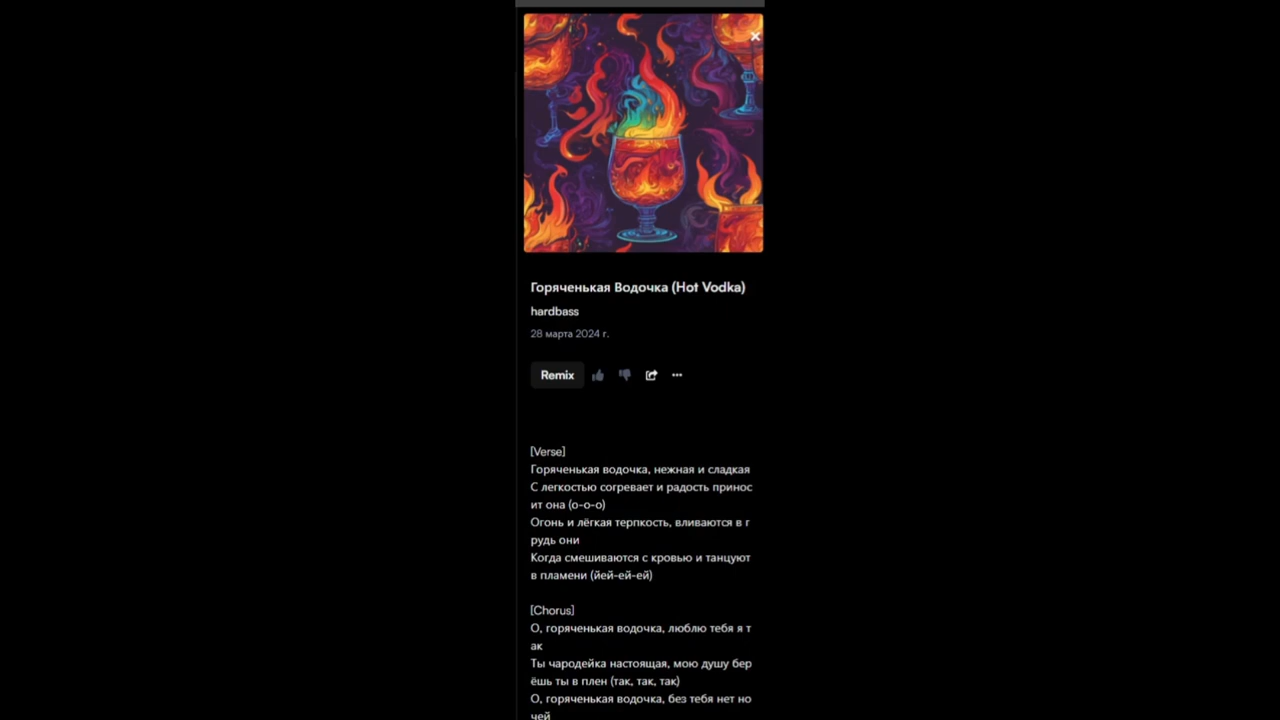 Горяченькая Водочка (Hot Vodka)
hardbass
28 марта 2024 г.
Remix
[Verse]
Горяченькая водочка, нежная и сладкая
С легкостью согревает и радость принос
ит она (о-о-о)
Огонь и лёгкая терпкость, вливаются в г
рудь они
Когда смешиваются с кровью и танцуют
в пламени (йей-ей-ей)
[Chorus]
О, горяченькая водочка, люблю тебя я т
ак
Ты чародейка настоящая, мою душу бер
ёшь ты в плен (так, так, так)
О, горяченькая водочка, без тебя нет но
чей